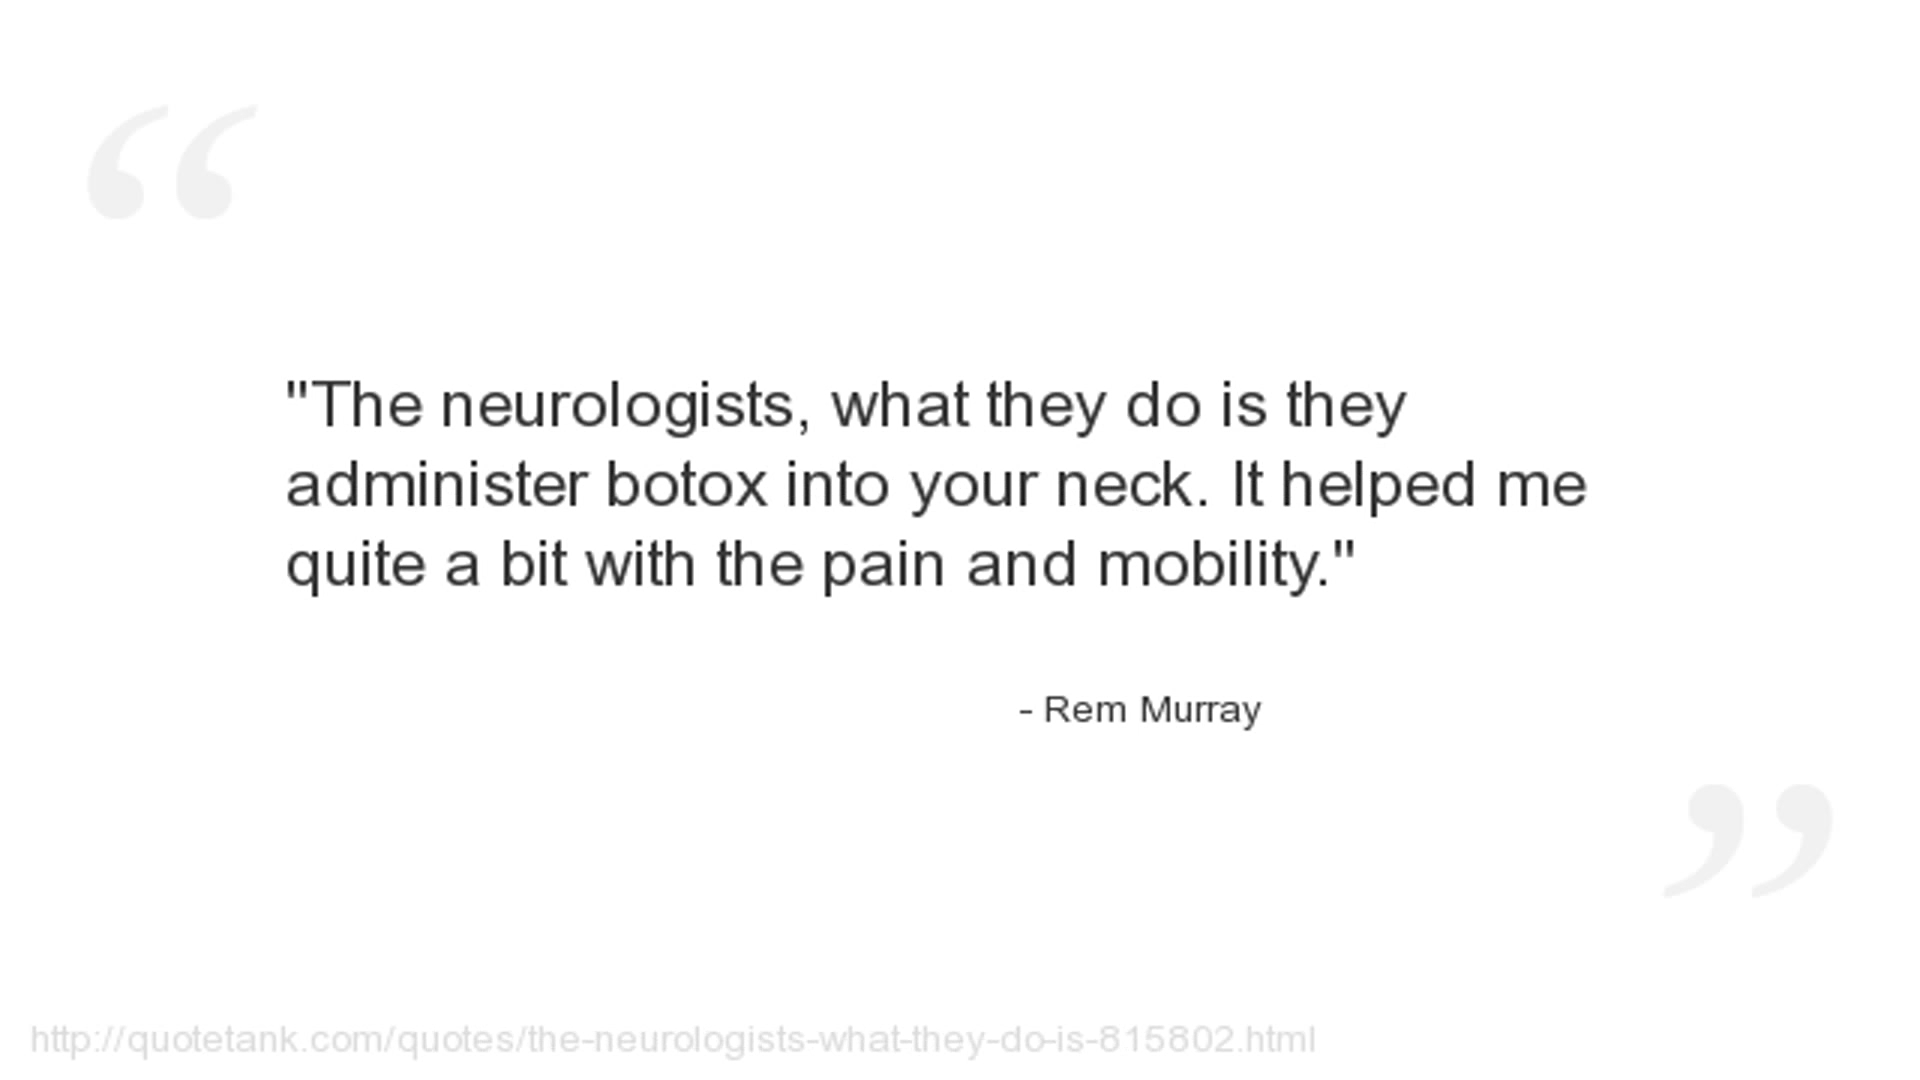 "The neurologists, what they do is they
administer botox into your neck. It helped me
quite a bit with the pain and mobility."
- Rem Murray
http://quotetank.com/quotes/the-neurologists-what-they-do-is-815802.html